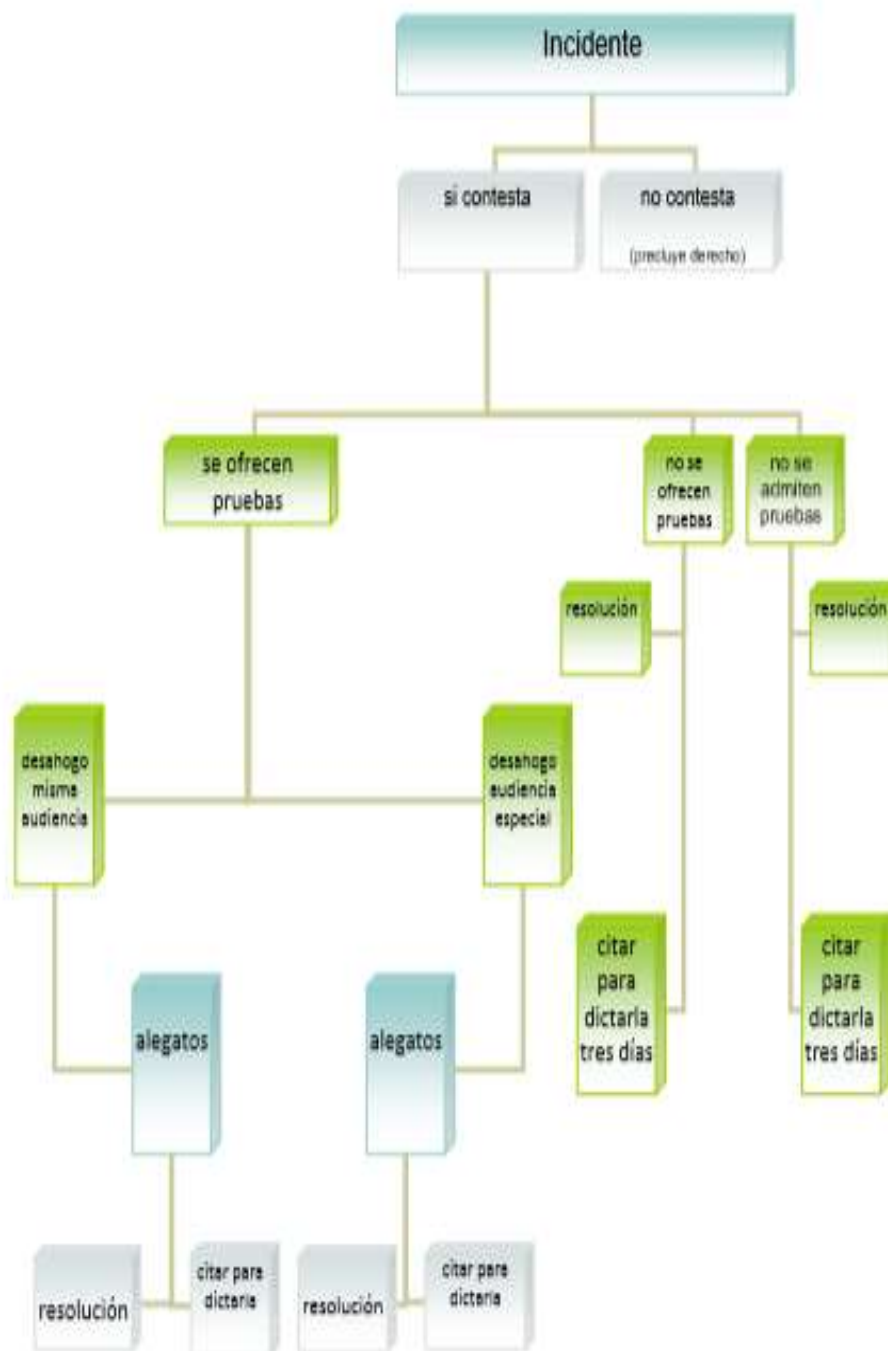 Incidente
si contesta
no contesta
(precluye derecho)
se ofrecen
pruebas
no se
ofrecen
pruebas
no se
admiten
pruebas
resolución
resolución
desahogo
misma
audiencia
desahogo
audiencia
especial
citar
para
dictarla
tres días
citar
para
dictarla
tres días
alegatos
alegatos
resolución
citar para
dictarla
resolución
citar para
dictarla